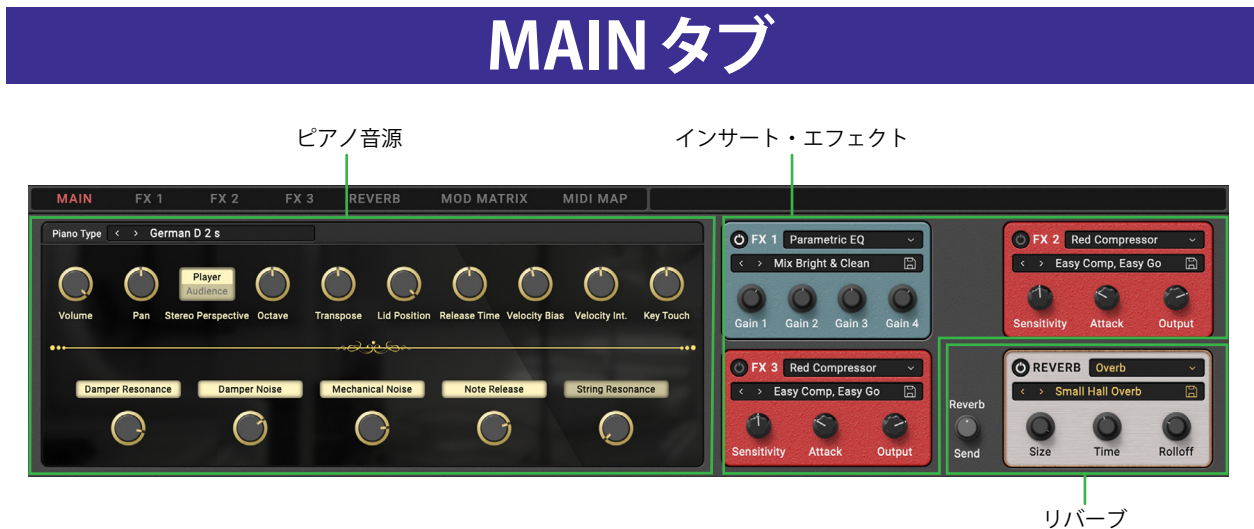 MAIN タブ
ピアノ音源
インサート・エフェクト
MAIN FX 1 FX 2 FX 3 REVERB MOD MATRIX MIDI MAP
Piano Type < > German D 2 s
Player
Audience
Volume Pan Stereo Perspective Octave Transpose Lid Position Release Time Velocity Bias Velocity Int. Key Touch
Damper Resonance Damper Noise Mechanical Noise Note Release String Resonance
FX 1 Parametric EQ
< > Mix Bright & Clean
Gain 1 Gain 2 Gain 3 Gain 4
FX 2 Red Compressor
< > Easy Comp, Easy Go
Sensitivity Attack Output
FX 3 Red Compressor
< > Easy Comp, Easy Go
Sensitivity Attack Output
Reverb
Send
REVERB Overb
< > Small Hall Overb
Size Time Rolloff
リバーブ